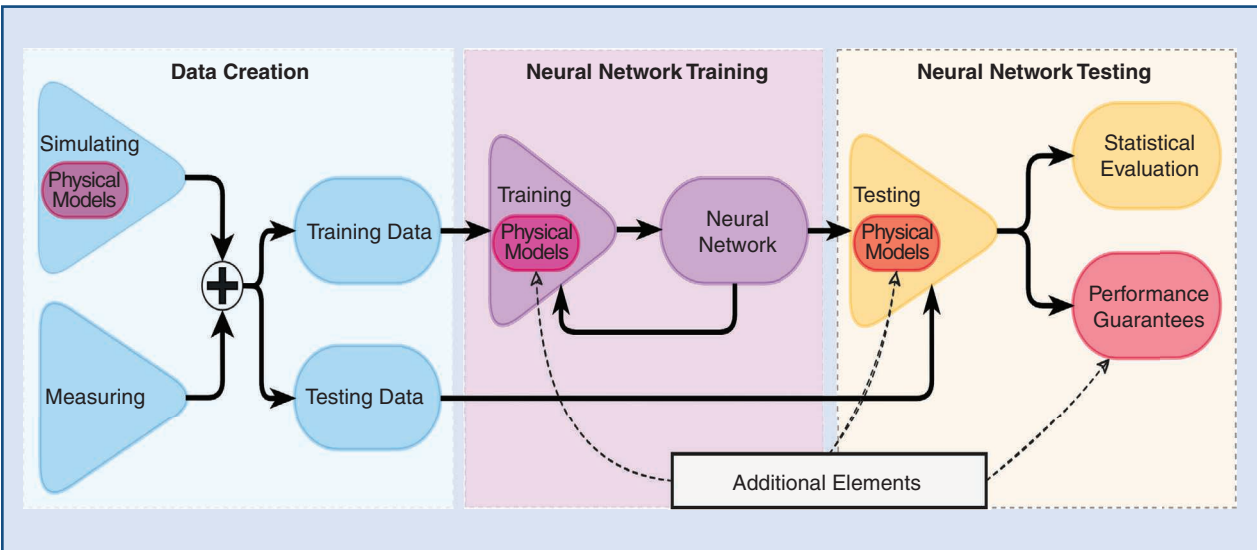 Data Creation
Simulating
Physical
Models
Measuring
Training Data
Testing Data
Neural Network Training
Training
Physical
Models
Neural
Network
Neural Network Testing
Testing
Physical
Models
Statistical
Evaluation
Performance
Guarantees
Additional Elements